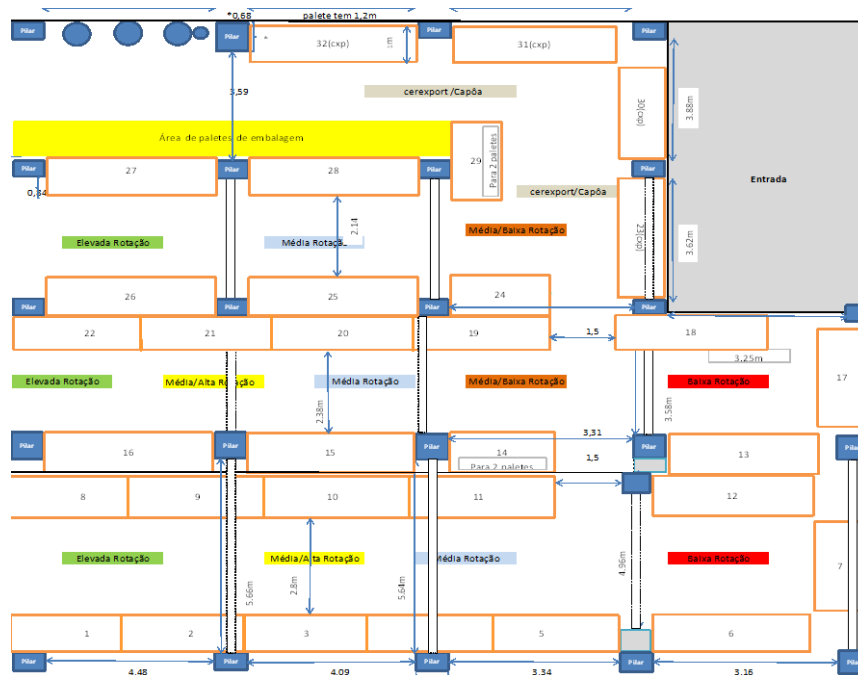 *0,68 palete tem 1,2m
Pilar Pilar Pilar Pilar
32(cxp) 1m 31(cxp)
3,59 cerexport /Capôa 30(cxp) 3.88m
Área de paletes de embalagem
Pilar 27 Pilar 28 Pilar 29 Para 2 paletes Pilar
0,34 cerexport/Capôa Entrada
Elevada Rotação Média Rotaçã 2.14 Média/Baixa Rotação 23(cxp) 3.62m
26 25 24
Pilar Pilar Pilar Pilar
22 21 20 19 1,5 18
3,25m
Elevada Rotação Média/Alta Rotação Média Rotação Média/Baixa Rotação Baixa Rotação 17
2.38m 3.58m
3,31
Pilar 16 Pilar 15 Pilar 14 Pilar 13 Pilar
Para 2 paletes 1,5
Pilar
8 9 10 11 12
Elevada Rotação Média/Alta Rotação Média Rotação Baixa Rotação 7
5.66m 2.8m 5.64m 4.96m
1 2 3 5 6
Pilar Pilar Pilar Pilar Pilar
4.48 4.09 3.34 3.16